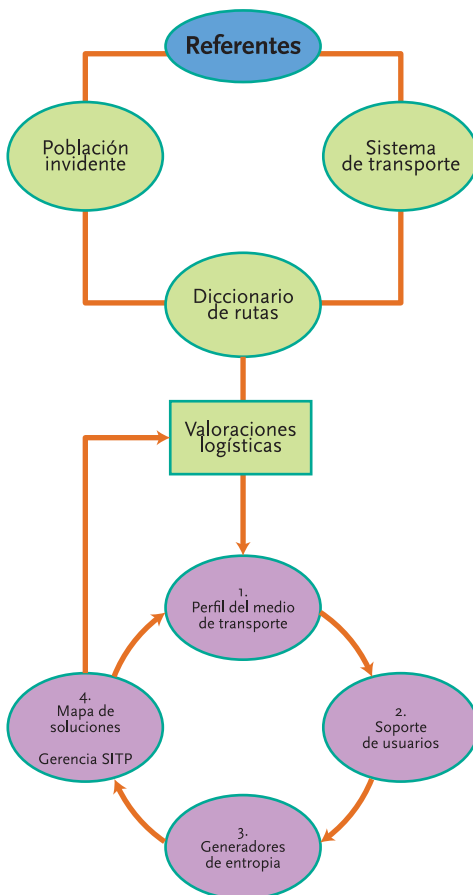 Referentes
Población
invidente
Sistema
de transporte
Diccionario
de rutas
Valoraciones
logísticas
1.
Perfil del medio
de transporte
2.
Soporte
de usuarios
3.
Generadores
de entropia
4.
Mapa de
soluciones
Gerencia SITP